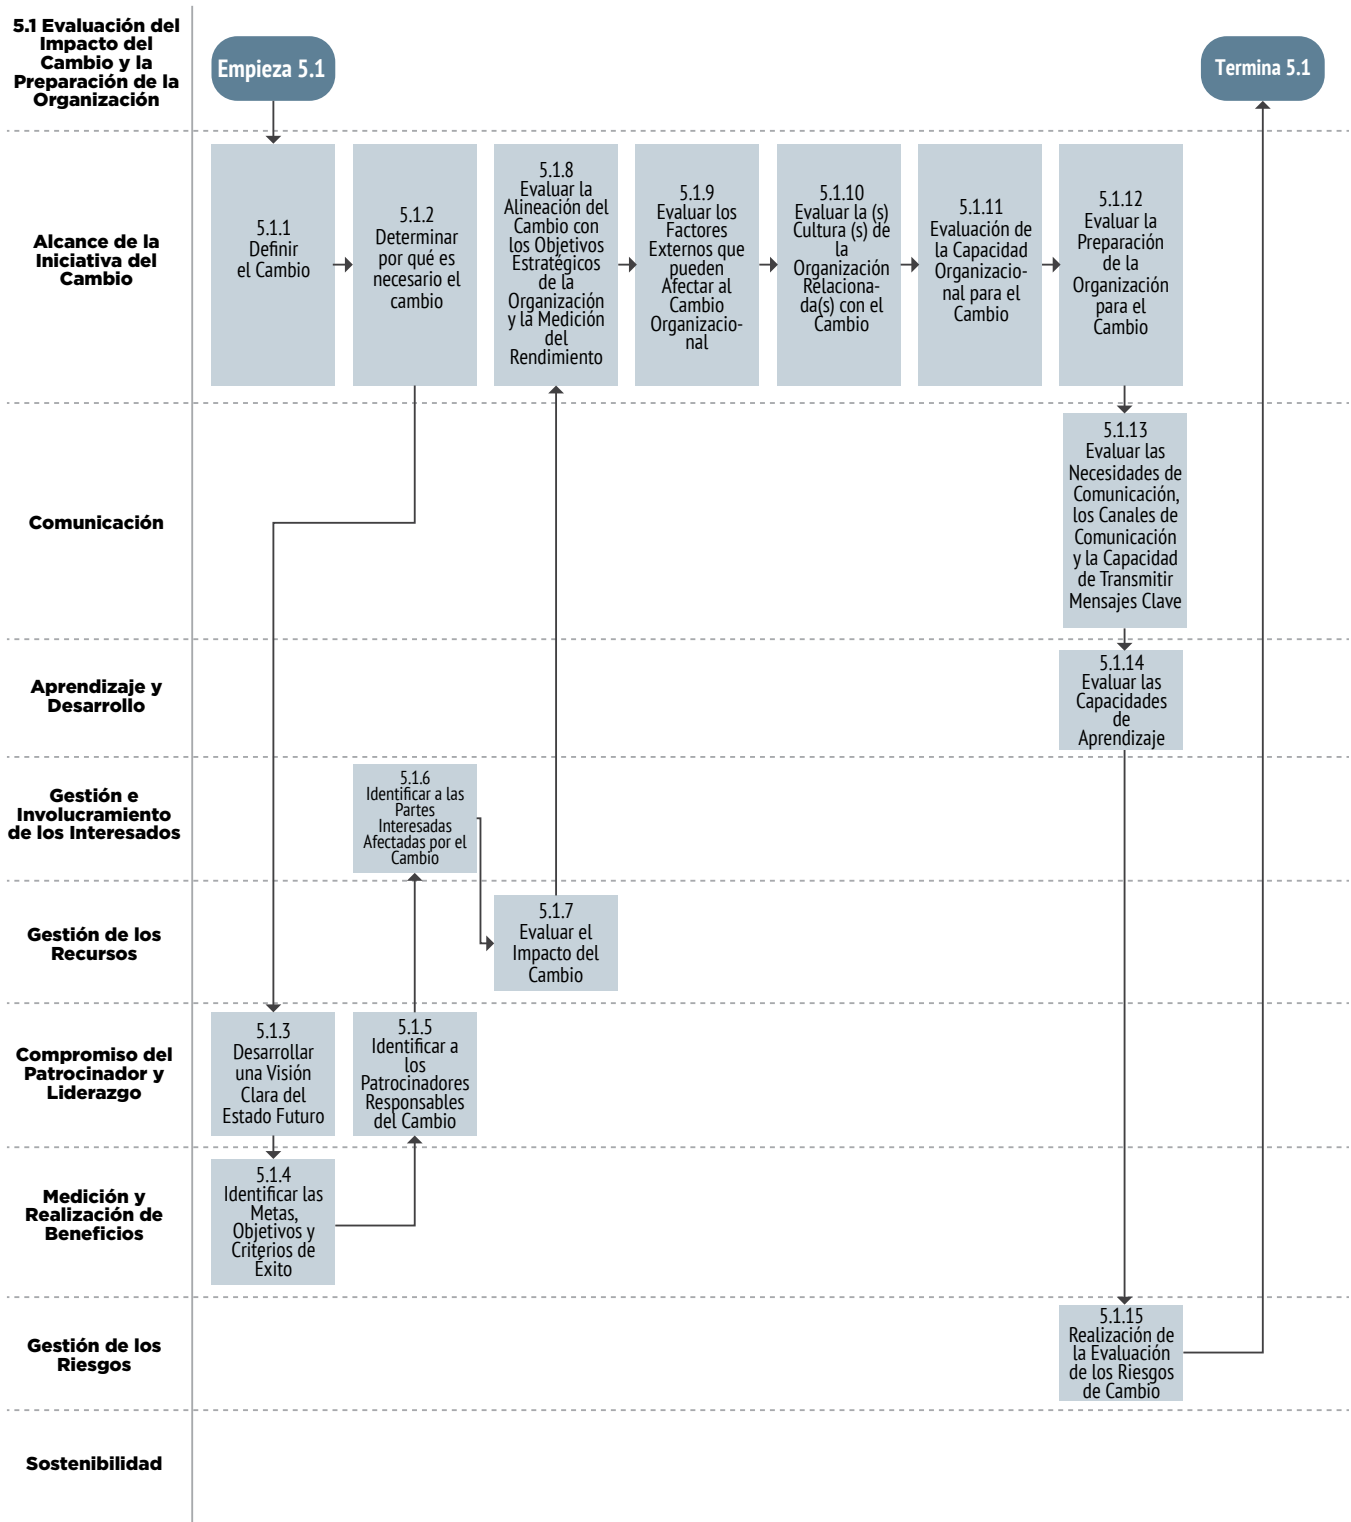 5.1 Evaluación del
Impacto del
Cambio y la
Preparación de la
Organización
Empieza 5.1
Termina 5.1
Alcance de la
Iniciativa del
Cambio
5.1.1
Definir
el Cambio
5.1.2
Determinar
por qué es
necesario el
cambio
5.1.8
Evaluar la
Alineación del
Cambio con
los Objetivos
Estratégicos
de la
Organización
y la Medición
del
Rendimiento
5.1.9
Evaluar los
Factores
Externos que
pueden
Afectar al
Cambio
Organizacio-
nal
5.1.10
Evaluar la (s)
Cultura (s) de
la
Organización
Relaciona-
da(s) con el
Cambio
5.1.11
Evaluación de
la Capacidad
Organizacio-
nal para el
Cambio
5.1.12
Evaluar la
Preparación
de la
Organización
para el
Cambio
Comunicación
5.1.13
Evaluar las
Necesidades de
Comunicación,
los Canales de
Comunicación
y la Capacidad
de Transmitir
Mensajes Clave
Aprendizaje y
Desarrollo
5.1.14
Evaluar las
Capacidades
de
Aprendizaje
Gestión e
Involucramiento
de los Interesados
5.1.6
Identificar a las
Partes
Interesadas
Afectadas por el
Cambio
Gestión de los
Recursos
5.1.7
Evaluar el
Impacto del
Cambio
Compromiso del
Patrocinador y
Liderazgo
5.1.3
Desarrollar
una Visión
Clara del
Estado Futuro
5.1.5
Identificar a
los
Patrocinadores
Responsables
del Cambio
Medición y
Realización de
Beneficios
5.1.4
Identificar las
Metas,
Objetivos y
Criterios de
Éxito
Gestión de los
Riesgos
5.1.15
Realización de
la Evaluación
de los Riesgos
de Cambio
Sostenibilidad